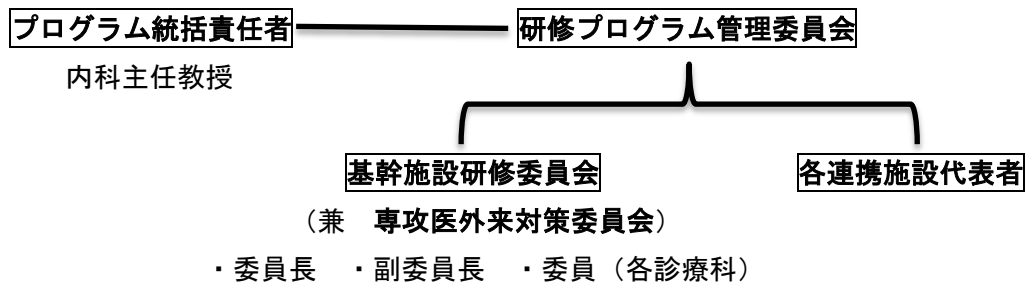 プログラム統括責任者 研修プログラム管理委員会
内科主任教授
基幹施設研修委員会 各連携施設代表者
（兼　専攻医外来対策委員会）
・委員長　・副委員長　・委員（各診療科）